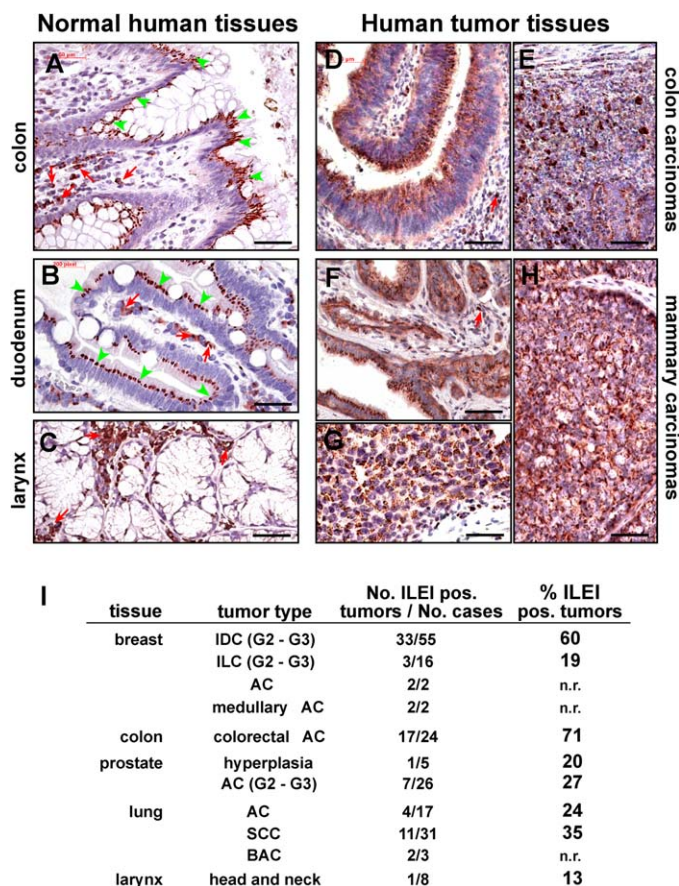 Normal human tissues
Human tumor tissues
A
D
E
colon
colon carcinomas
B
F
H
duodenum
mammary carcinomas
C
G
larynx
I
tissue tumor type No. ILEI pos. tumors / No. cases % ILEI pos. tumors
breast IDC (G2 - G3) 33/55 60
ILC (G2 - G3) 3/16 19
AC 2/2 n.r.
medullary AC 2/2 n.r.
colon colorectal AC 17/24 71
prostate hyperplasia 1/5 20
AC (G2 - G3) 7/26 27
lung AC 4/17 24
SCC 11/31 35
BAC 2/3 n.r.
larynx head and neck 1/8 13